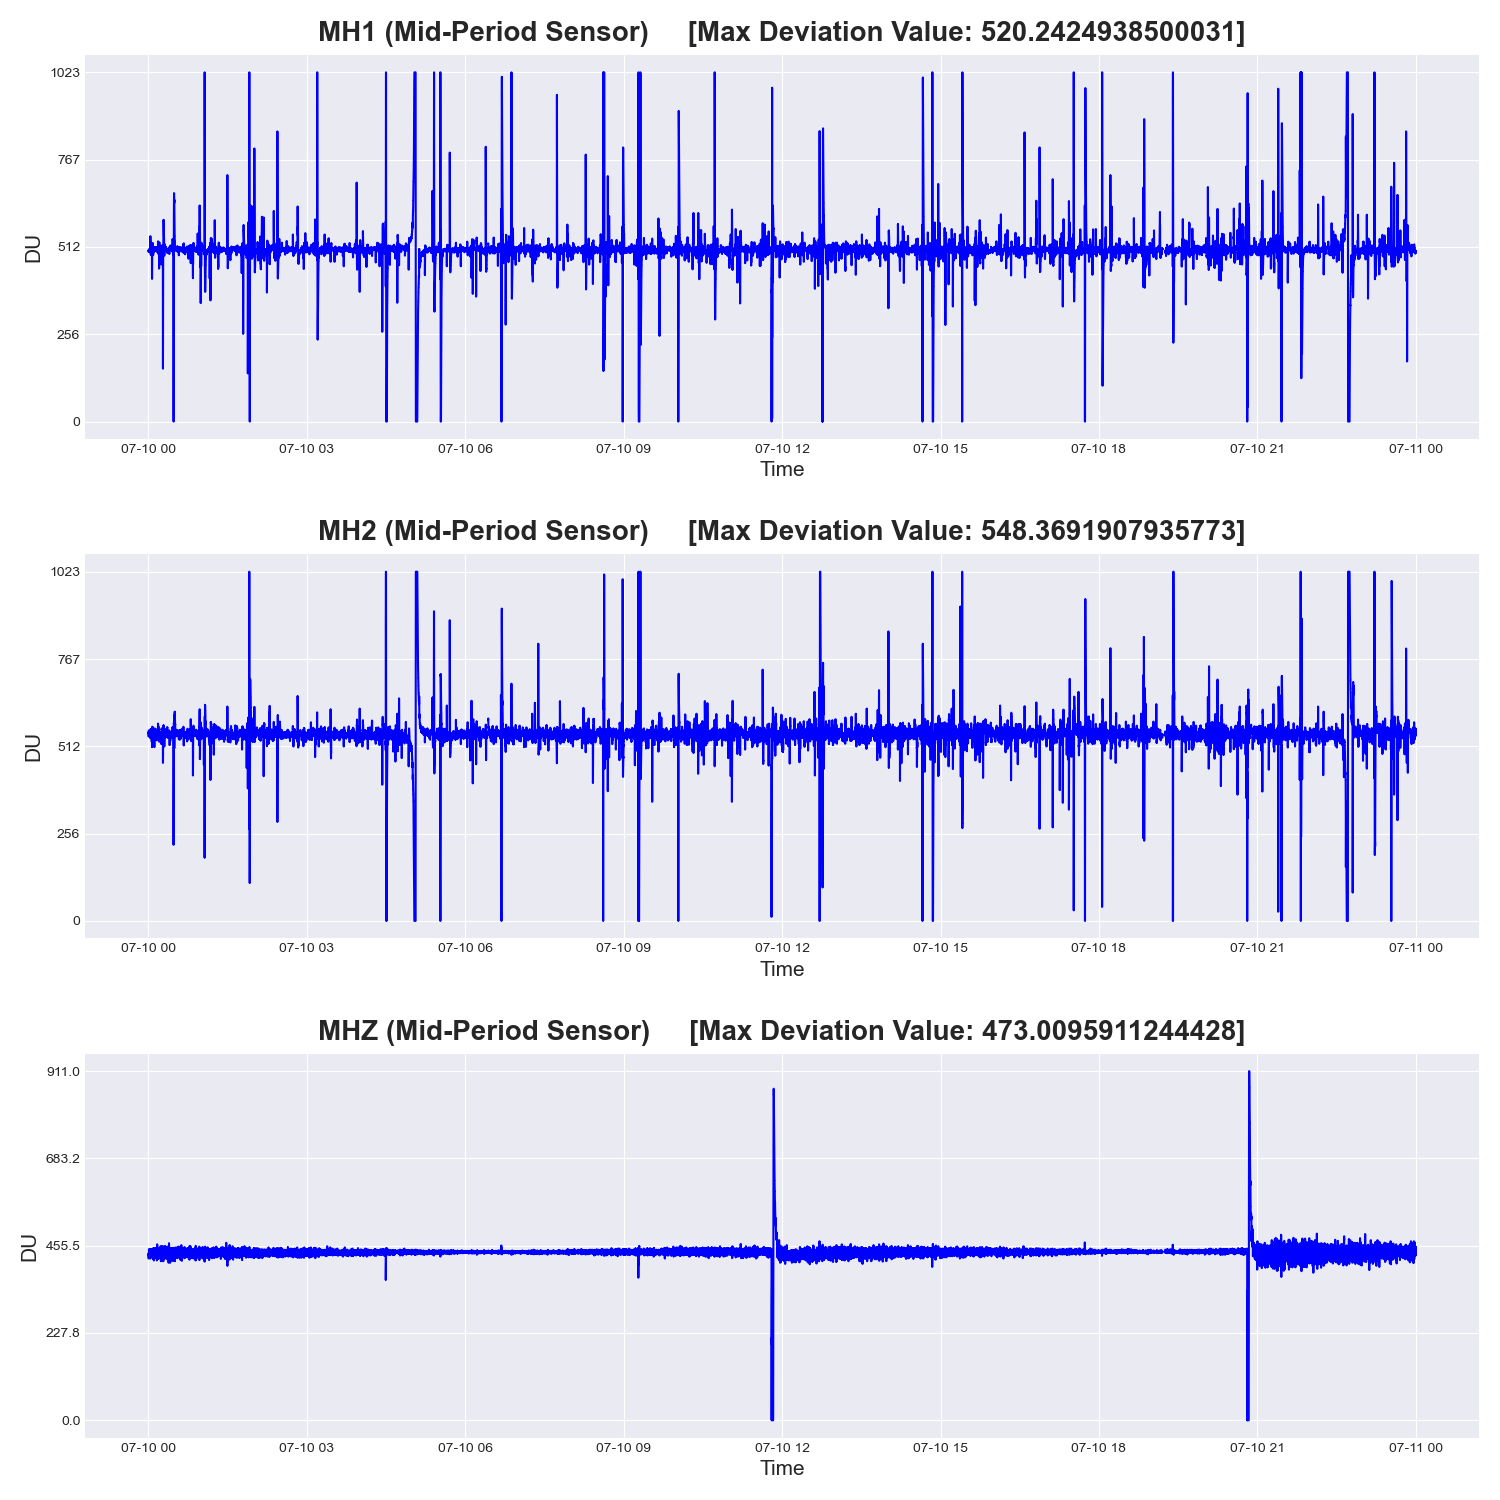 MH1 (Mid-Period Sensor) [Max Deviation Value: 520.2424938500031]
1023
767
512
256
0
DU
07-10 00 07-10 03 07-10 06 07-10 09 07-10 12 07-10 15 07-10 18 07-10 21 07-11 00
Time
MH2 (Mid-Period Sensor) [Max Deviation Value: 548.3691907935773]
1023
767
512
256
0
DU
07-10 00 07-10 03 07-10 06 07-10 09 07-10 12 07-10 15 07-10 18 07-10 21 07-11 00
Time
MHZ (Mid-Period Sensor) [Max Deviation Value: 473.0095911244428]
911.0
683.2
455.5
227.8
0.0
DU
07-10 00 07-10 03 07-10 06 07-10 09 07-10 12 07-10 15 07-10 18 07-10 21 07-11 00
Time